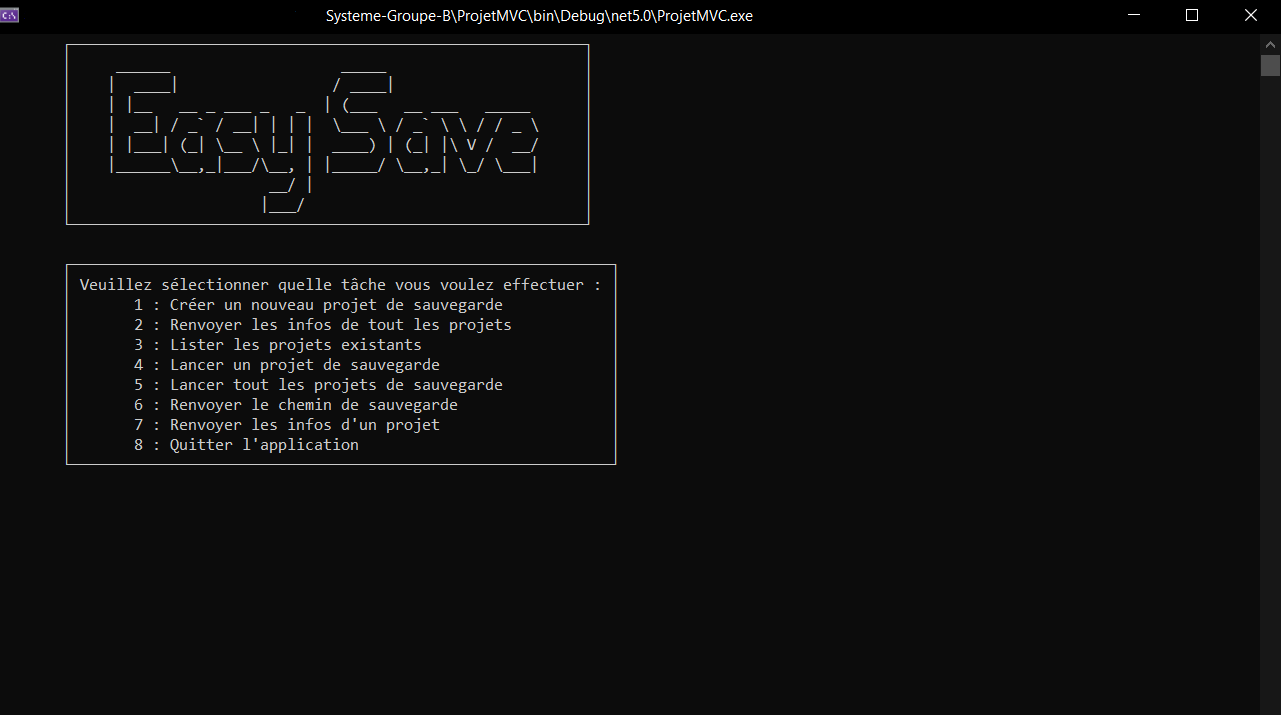 Systeme-Groupe-B\ProjetMVC\bin\Debug\net5.0\ProjetMVC.exe
Easy Save
Veuillez sélectionner quelle tâche vous voulez effectuer :
1 : Créer un nouveau projet de sauvegarde
2 : Renvoyer les infos de tout les projets
3 : Lister les projets existants
4 : Lancer un projet de sauvegarde
5 : Lancer tout les projets de sauvegarde
6 : Renvoyer le chemin de sauvegarde
7 : Renvoyer les infos d'un projet
8 : Quitter l'application